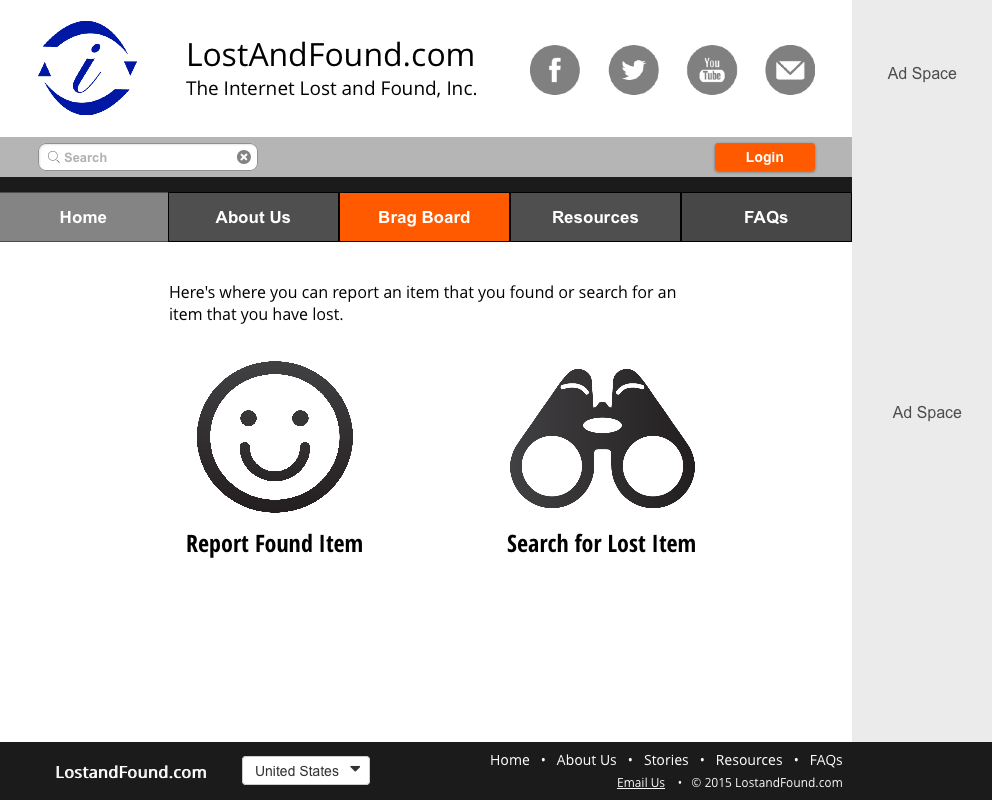 i
LostAndFound.com
The Internet Lost and Found, Inc.
f
You
Tube
Ad Space
Search
Login
Home
About Us
Brag Board
Resources
FAQs
Here's where you can report an item that you found or search for an
item that you have lost.
Ad Space
Report Found Item
Search for Lost Item
LostandFound.com
United States
Home • About Us • Stories • Resources • FAQs
Email Us • © 2015 LostandFound.com